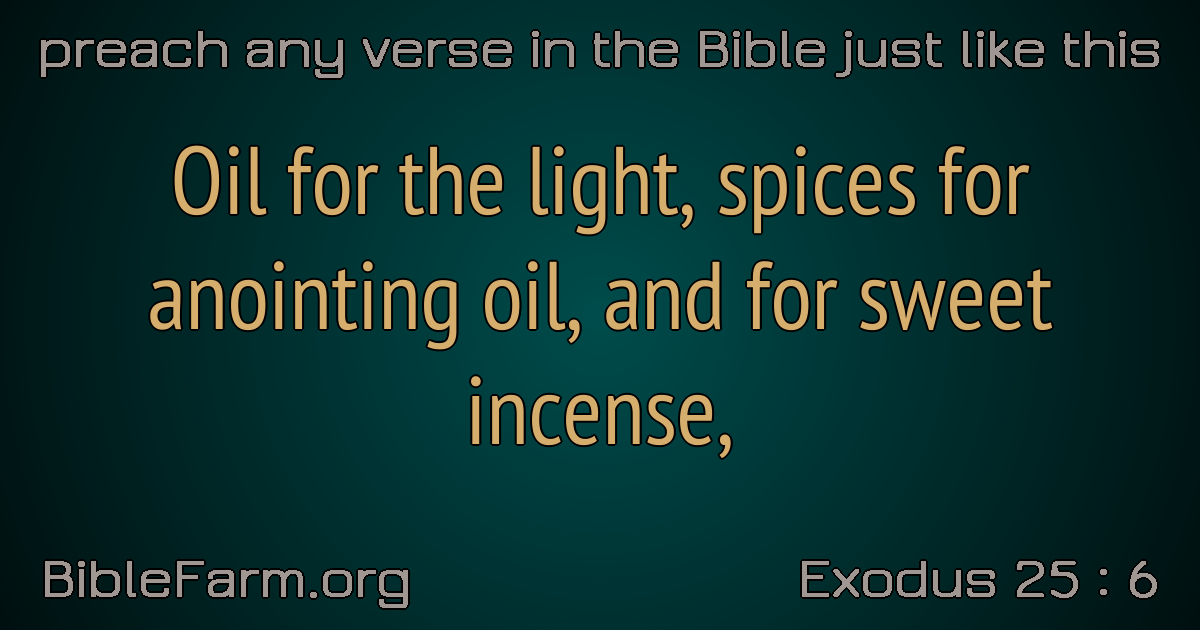 preach any verse in the Bible just like this
Oil for the light, spices for
anointing oil, and for sweet
incense,
BibleFarm.org
Exodus 25 : 6